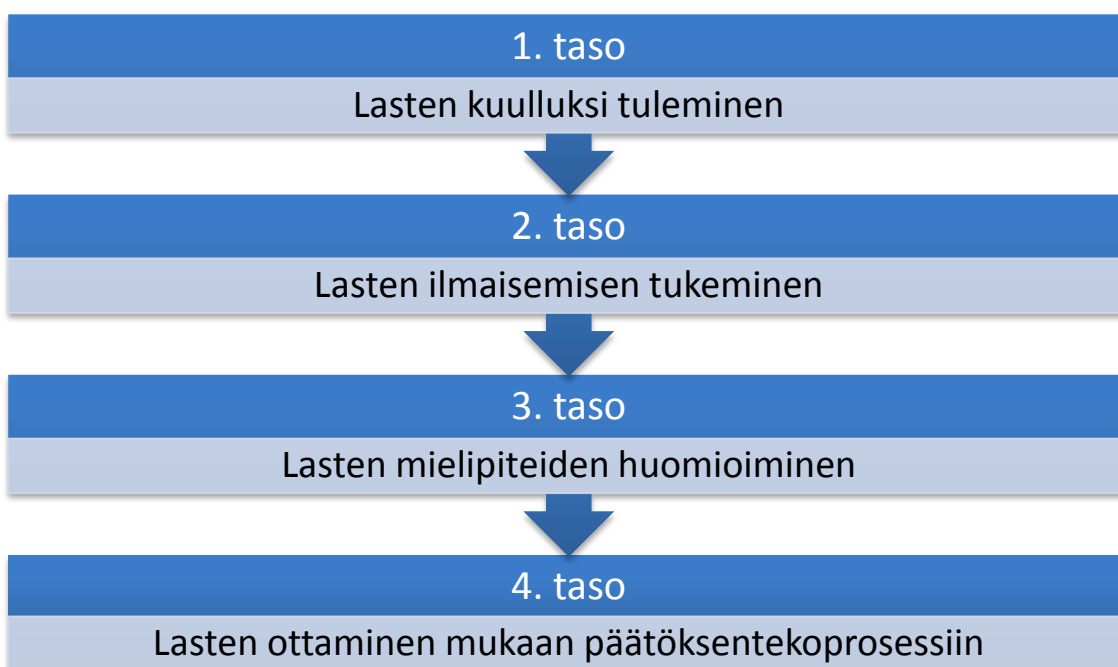 1. taso
Lasten kuulluksi tuleminen
2. taso
Lasten ilmaisemisen tukeminen
3. taso
Lasten mielipiteiden huomioiminen
4. taso
Lasten ottaminen mukaan päätöksentekoprosessiin